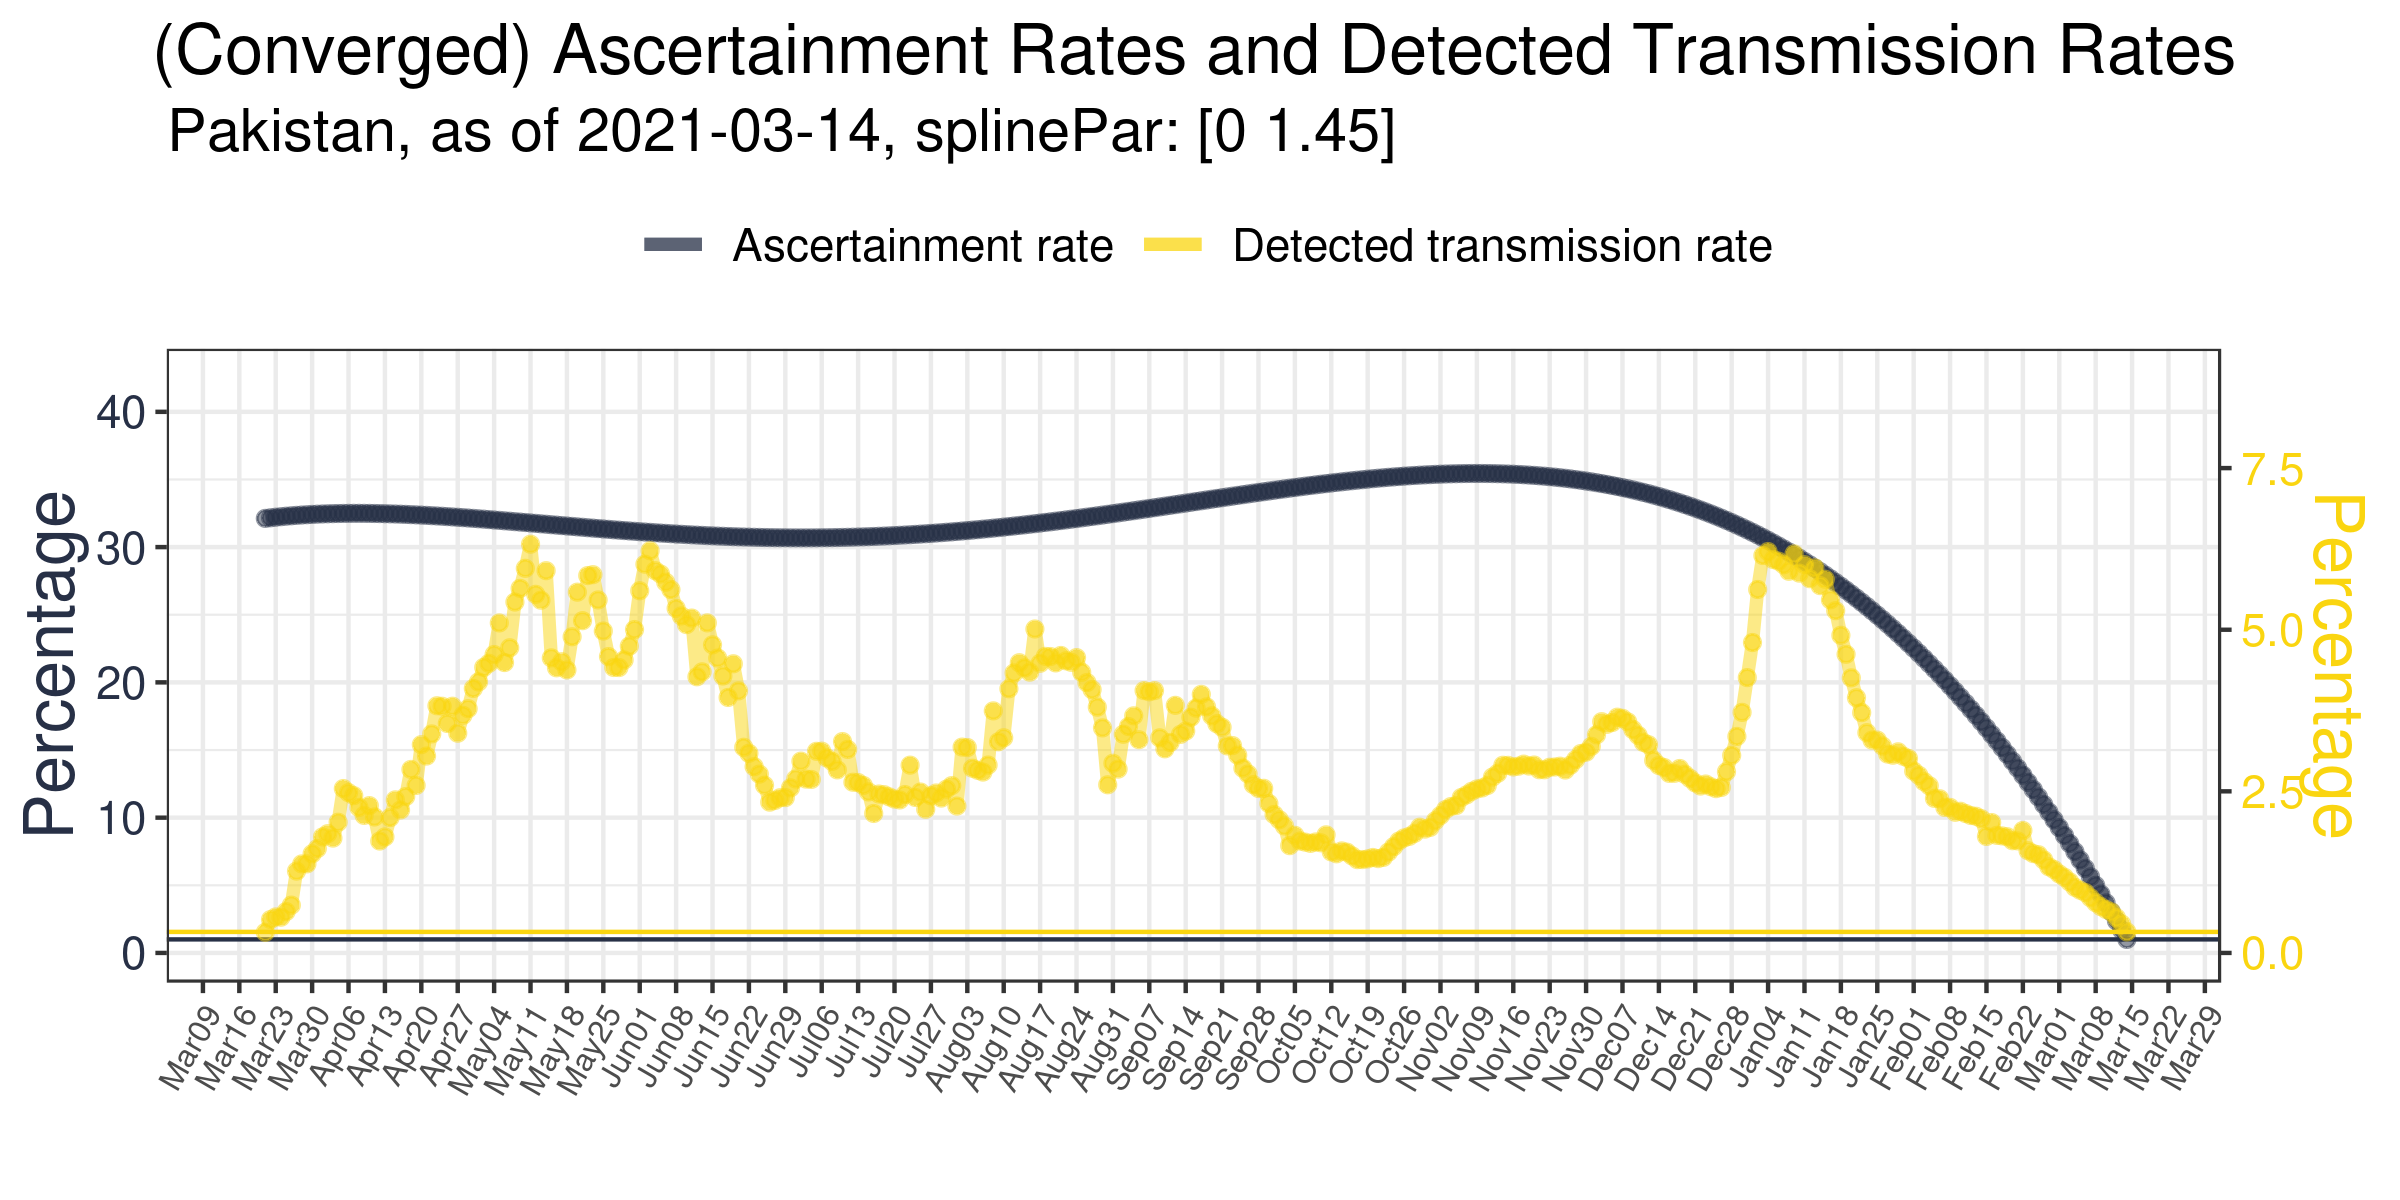 (Converged) Ascertainment Rates and Detected Transmission Rates
Pakistan, as of 2021-03-14, splinePar: [0 1.45]
Ascertainment rate
Detected transmission rate
Percentage
40
30
20
10
0
7.5
5.0
2.5
0.0
Percentage
Mar09
Mar16
Mar23
Mar30
Apr06
Apr13
Apr20
Apr27
May04
May11
May18
May25
Jun01
Jun08
Jun15
Jun22
Jun29
Jul06
Jul13
Jul20
Jul27
Aug03
Aug10
Aug17
Aug24
Aug31
Sep07
Sep14
Sep21
Sep28
Oct05
Oct12
Oct19
Oct26
Nov02
Nov09
Nov16
Nov23
Nov30
Dec07
Dec14
Dec21
Dec28
Jan04
Jan11
Jan18
Jan25
Feb01
Feb08
Feb15
Feb22
Mar01
Mar08
Mar15
Mar22
Mar29